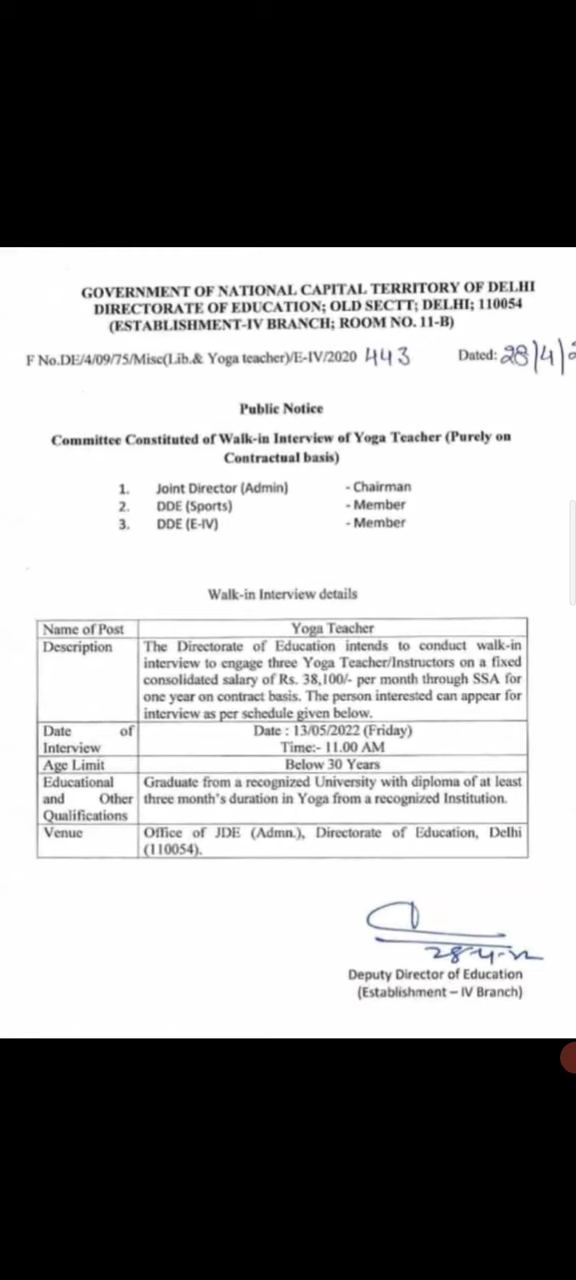 GOVERNMENT OF NATIONAL CAPITAL TERRITORY OF DELHI
DIRECTORATE OF EDUCATION; OLD SECTT; DELHI; 110054
(ESTABLISHMENT-IV BRANCH; ROOM NO. 11-B)
F No.DE/4/09/75/Misc(Lib.& Yoga teacher)/E-IV/2020 443 Dated: 28/4/2
Public Notice
Committee Constituted of Walk-in Interview of Yoga Teacher (Purely on
Contractual basis)
1. Joint Director (Admin) - Chairman
2. DDE (Sports) - Member
3. DDE (E-IV) - Member
Walk-in Interview details
Name of Post Yoga Teacher
Description The Directorate of Education intends to conduct walk-in
interview to engage three Yoga Teacher/Instructors on a fixed
consolidated salary of Rs. 38,100/- per month through SSA for
one year on contract basis. The person interested can appear for
interview as per schedule given below.
Date of Date : 13/05/2022 (Friday)
Interview Time:- 11.00 AM
Age Limit Below 30 Years
Educational Graduate from a recognized University with diploma of at least
and Other three month's duration in Yoga from a recognized Institution.
Qualifications
Venue Office of JDE (Admn.), Directorate of Education, Delhi
(110054).
28-4-22
Deputy Director of Education
(Establishment – IV Branch)